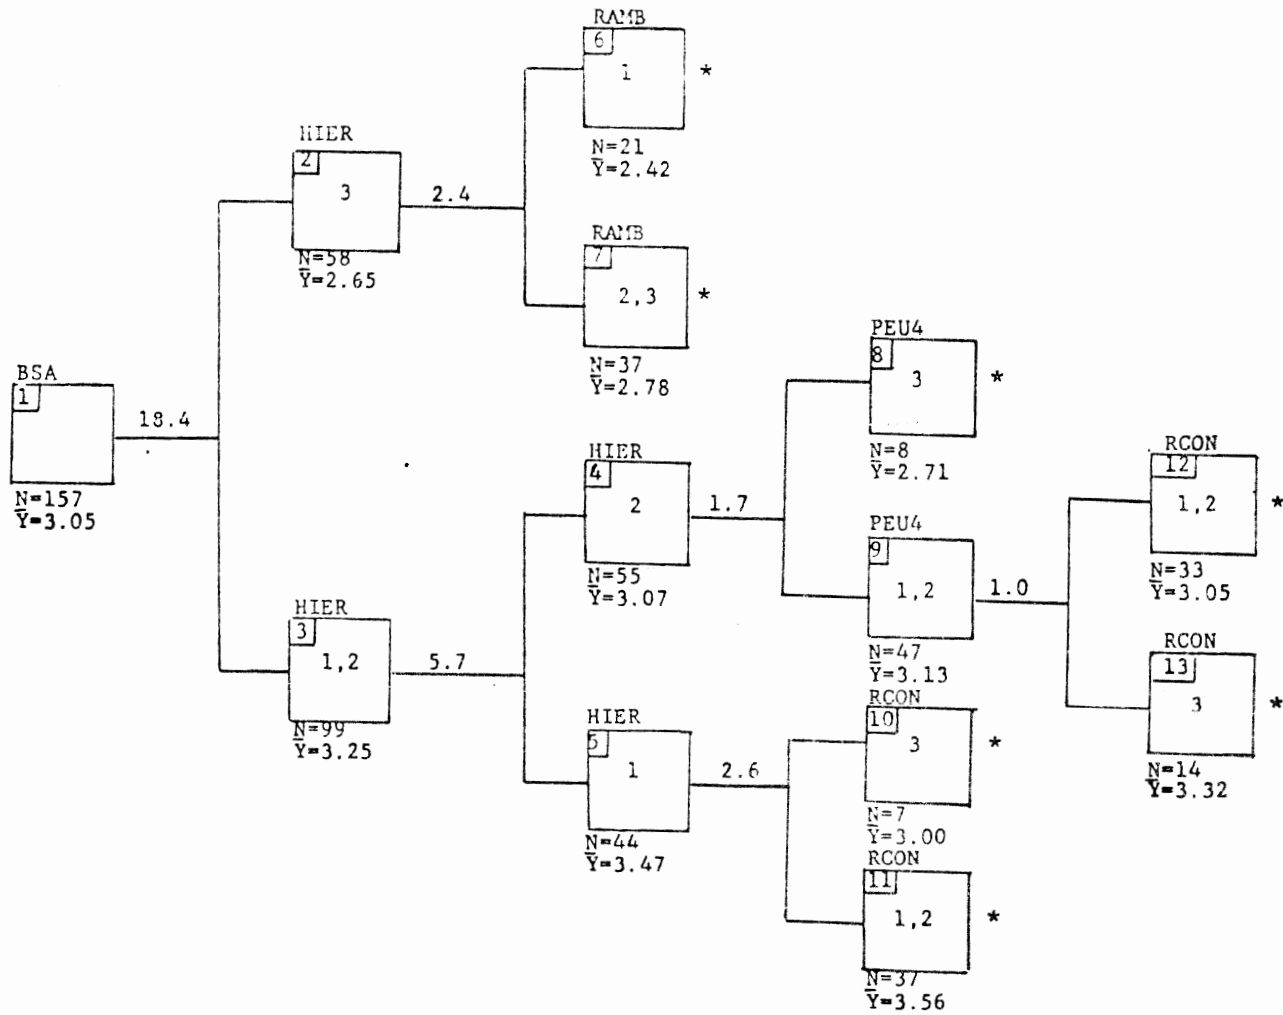 BSA
1
N=157
Ȳ=3.05
18.4
HIER
2
3
N=58
Ȳ=2.65
2.4
RAMB
6
1
*
N=21
Ȳ=2.42
RAMB
7
2,3
*
N=37
Ȳ=2.78
HIER
3
1,2
N=99
Ȳ=3.25
5.7
HIER
4
2
N=55
Ȳ=3.07
1.7
PEU4
8
3
*
N=8
Ȳ=2.71
PEU4
9
1,2
N=47
Ȳ=3.13
1.0
RCON
12
1,2
*
N=33
Ȳ=3.05
RCON
13
3
*
N=14
Ȳ=3.32
HIER
5
1
N=44
Ȳ=3.47
2.6
RCON
10
3
*
N=7
Ȳ=3.00
RCON
11
1,2
*
N=37
Ȳ=3.56